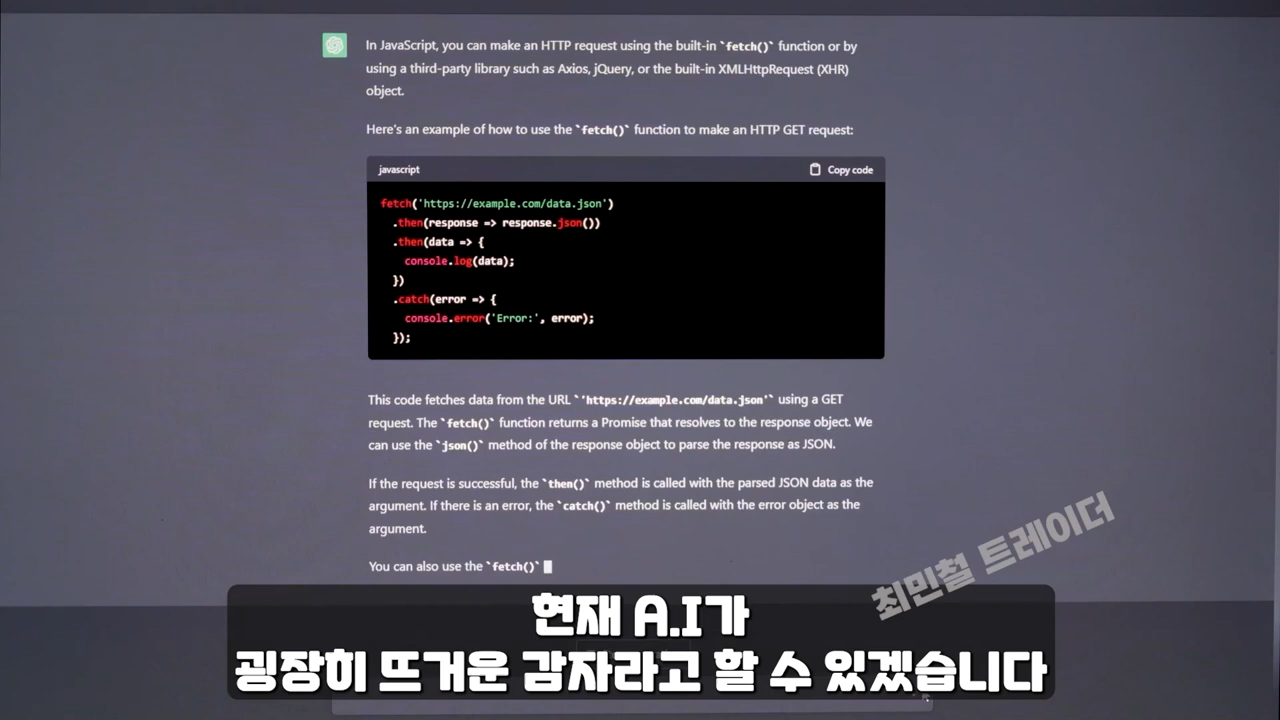 In JavaScript, you can make an HTTP request using the built-in `fetch()` function or by
using a third-party library such as Axios, jQuery, or the built-in XMLHttpRequest (XHR)
object.
Here's an example of how to use the `fetch()` function to make an HTTP GET request:
javascript
Copy code
fetch('https://example.com/data.json')
.then(response => response.json())
.then(data => {
console.log(data);
})
.catch(error => {
console.error('Error:', error);
});
This code fetches data from the URL `'https://example.com/data.json'` using a GET
request. The `fetch()` function returns a Promise that resolves to the response object. We
can use the `json()` method of the response object to parse the response as JSON.
If the request is successful, the `then()` method is called with the parsed JSON data as the
argument. If there is an error, the `catch()` method is called with the error object as the
argument.
You can also use the `fetch()`
최민철 트레이더
현재 A.I가
굉장히 뜨거운 감자라고 할 수 있겠습니다